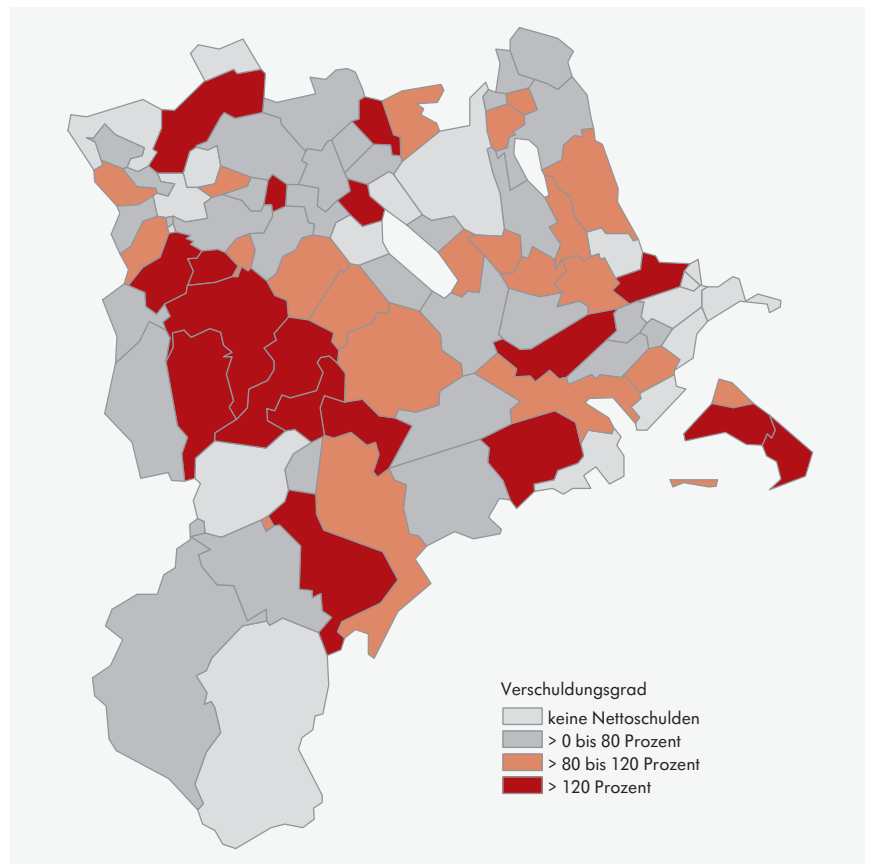 Verschuldungsgrad
keine Nettoschulden
> 0 bis 80 Prozent
> 80 bis 120 Prozent
> 120 Prozent